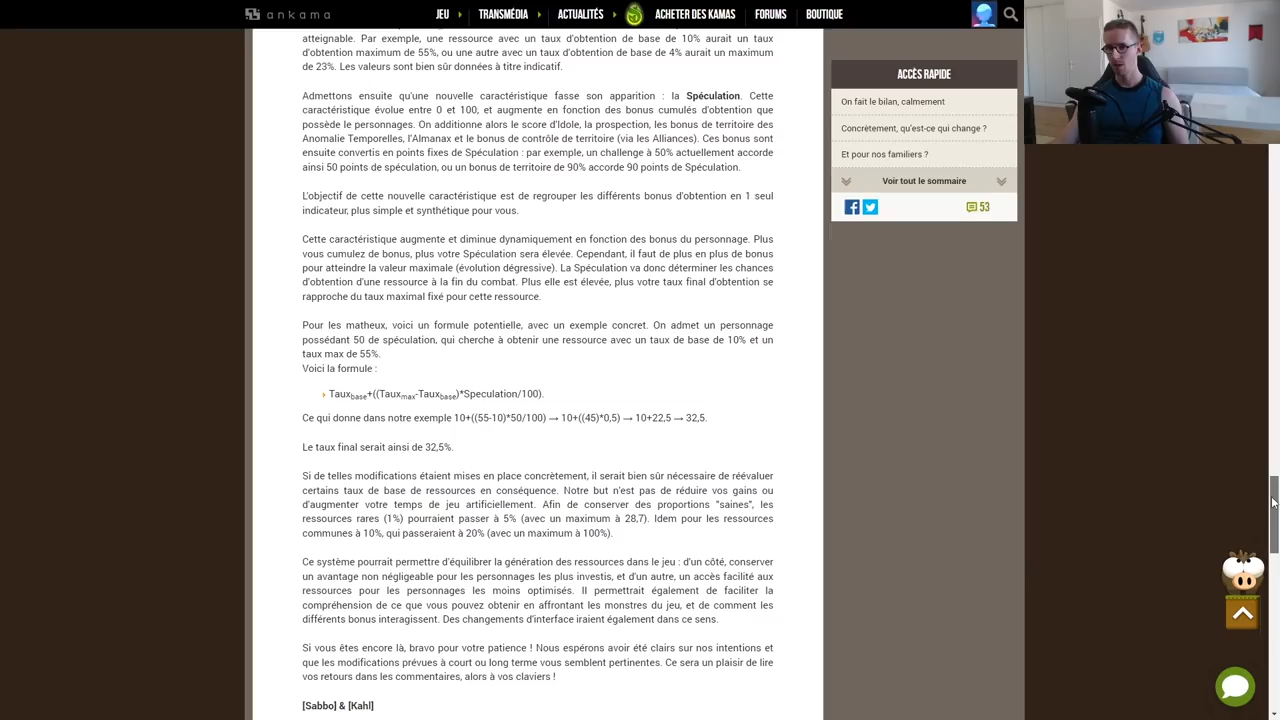 ankama
JEU
TRANSMÉDIA
ACTUALITÉS
ACHETER DES KAMAS
FORUMS
BOUTIQUE
atteignable. Par exemple, une ressource avec un taux d'obtention de base de 10% aurait un taux
d'obtention maximum de 55%, ou une autre avec un taux d'obtention de base de 4% aurait un maximum
de 23%. Les valeurs sont bien sûr données à titre indicatif.
Admettons ensuite qu'une nouvelle caractéristique fasse son apparition : la Spéculation. Cette
caractéristique évolue entre 0 et 100, et augmente en fonction des bonus cumulés d'obtention que
possède le personnages. On additionne alors le score d'Idole, la prospection, les bonus de territoire des
Anomalie Temporelles, l'Almanax et le bonus de contrôle de territoire (via les Alliances). Ces bonus sont
ensuite convertis en points fixes de Spéculation : par exemple, un challenge à 50% actuellement accorde
ainsi 50 points de spéculation, ou un bonus de territoire de 90% accorde 90 points de Spéculation.
L'objectif de cette nouvelle caractéristique est de regrouper les différents bonus d'obtention en 1 seul
indicateur, plus simple et synthétique pour vous.
Cette caractéristique augmente et diminue dynamiquement en fonction des bonus du personnage. Plus
vous cumulez de bonus, plus votre Spéculation sera élevée. Cependant, il faut de plus en plus de bonus
pour atteindre la valeur maximale (évolution dégressive). La Spéculation va donc déterminer les chances
d'obtention d'une ressource à la fin du combat. Plus elle est élevée, plus votre taux final d'obtention se
rapproche du taux maximal fixé pour cette ressource.
Pour les matheux, voici un formule potentielle, avec un exemple concret. On admet un personnage
possédant 50 de spéculation, qui cherche à obtenir une ressource avec un taux de base de 10% et un
taux max de 55%.
Voici la formule :
› Tauxbase+((Tauxmax-Tauxbase)*Speculation/100).
Ce qui donne dans notre exemple 10+((55-10)*50/100) → 10+((45)*0,5) → 10+22,5 → 32,5.
Le taux final serait ainsi de 32,5%.
Si de telles modifications étaient mises en place concrètement, il serait bien sûr nécessaire de réévaluer
certains taux de base de ressources en conséquence. Notre but n'est pas de réduire vos gains ou
d'augmenter votre temps de jeu artificiellement. Afin de conserver des proportions "saines", les
ressources rares (1%) pourraient passer à 5% (avec un maximum à 28,7). Idem pour les ressources
communes à 10%, qui passeraient à 20% (avec un maximum à 100%).
Ce système pourrait permettre d'équilibrer la génération des ressources dans le jeu : d'un côté, conserver
un avantage non négligeable pour les personnages les plus investis, et d'un autre, un accès facilité aux
ressources pour les personnages les moins optimisés. Il permettrait également de faciliter la
compréhension de ce que vous pouvez obtenir en affrontant les monstres du jeu, et de comment les
différents bonus interagissent. Des changements d'interface iraient également dans ce sens.
Si vous êtes encore là, bravo pour votre patience ! Nous espérons avoir été clairs sur nos intentions et
que les modifications prévues à court ou long terme vous semblent pertinentes. Ce sera un plaisir de lire
vos retours dans les commentaires, alors à vos claviers !
[Sabbo] & [Kahl]
ACCÈS RAPIDE
On fait le bilan, calmement
Concrètement, qu'est-ce qui change ?
Et pour nos familiers ?
Voir tout le sommaire
53